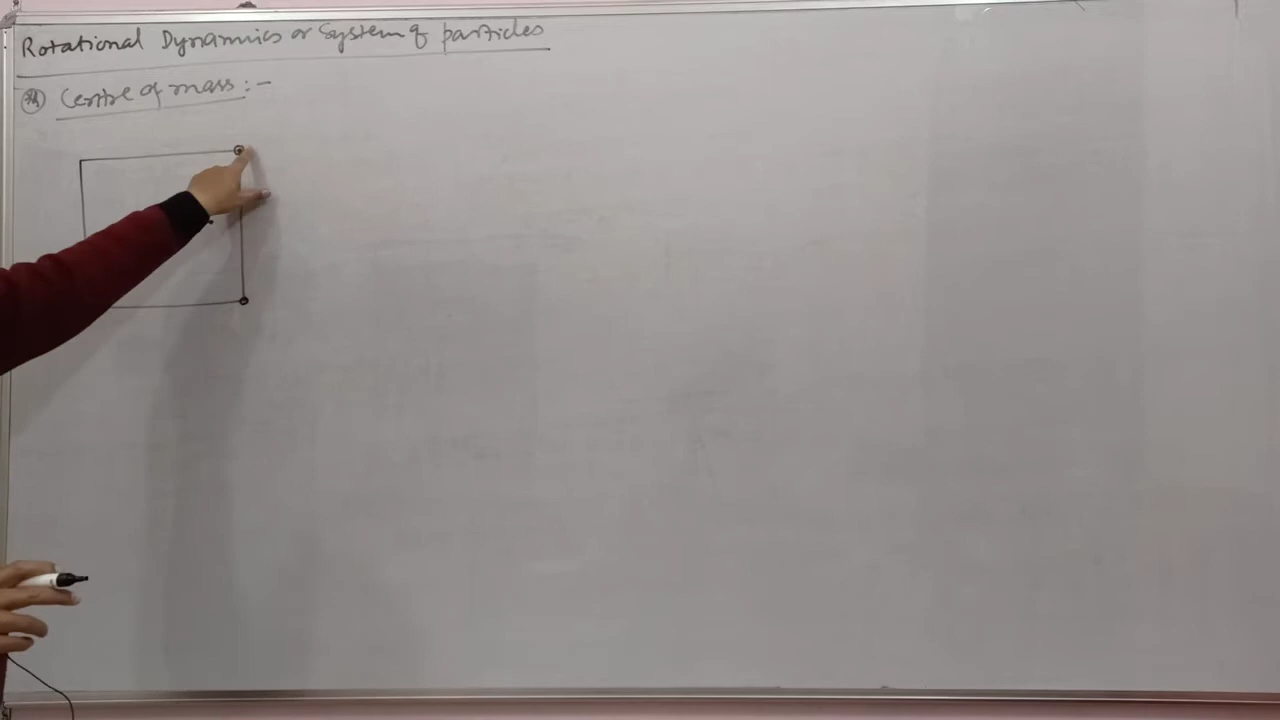 Rotational Dynamics or System of particles
Centre of mass :-